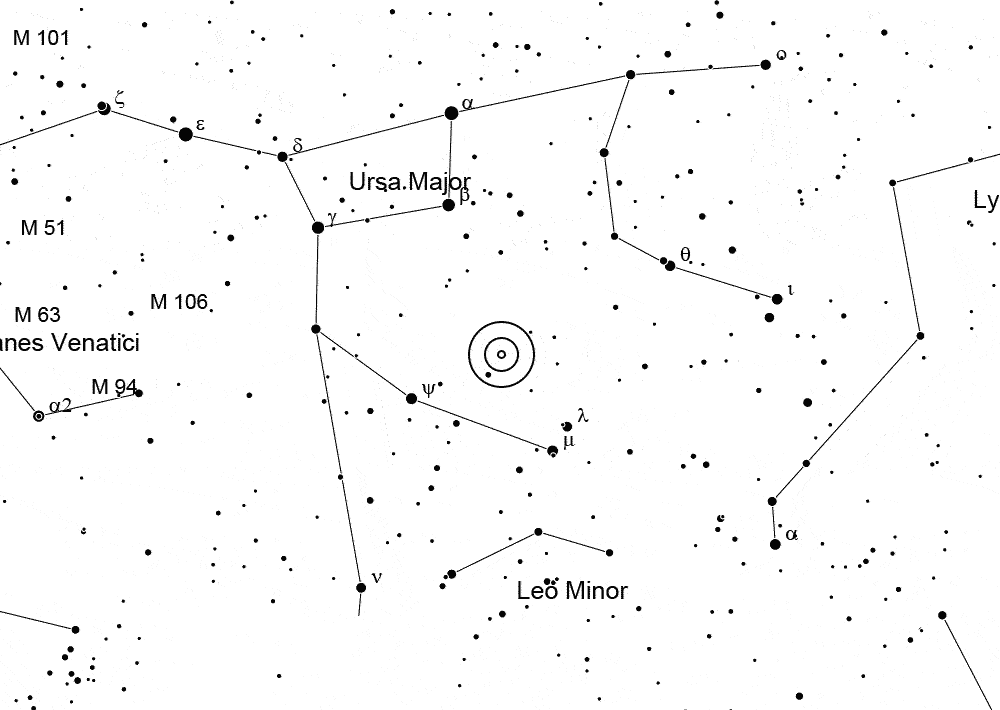 M 101
ο
ζ
α
ε
δ
Ursa Major
β
Ly
γ
M 51
θ
ι
M 106
M 63
anes Venatici
M 94
ψ
α2
λ
μ
α
ν
Leo Minor